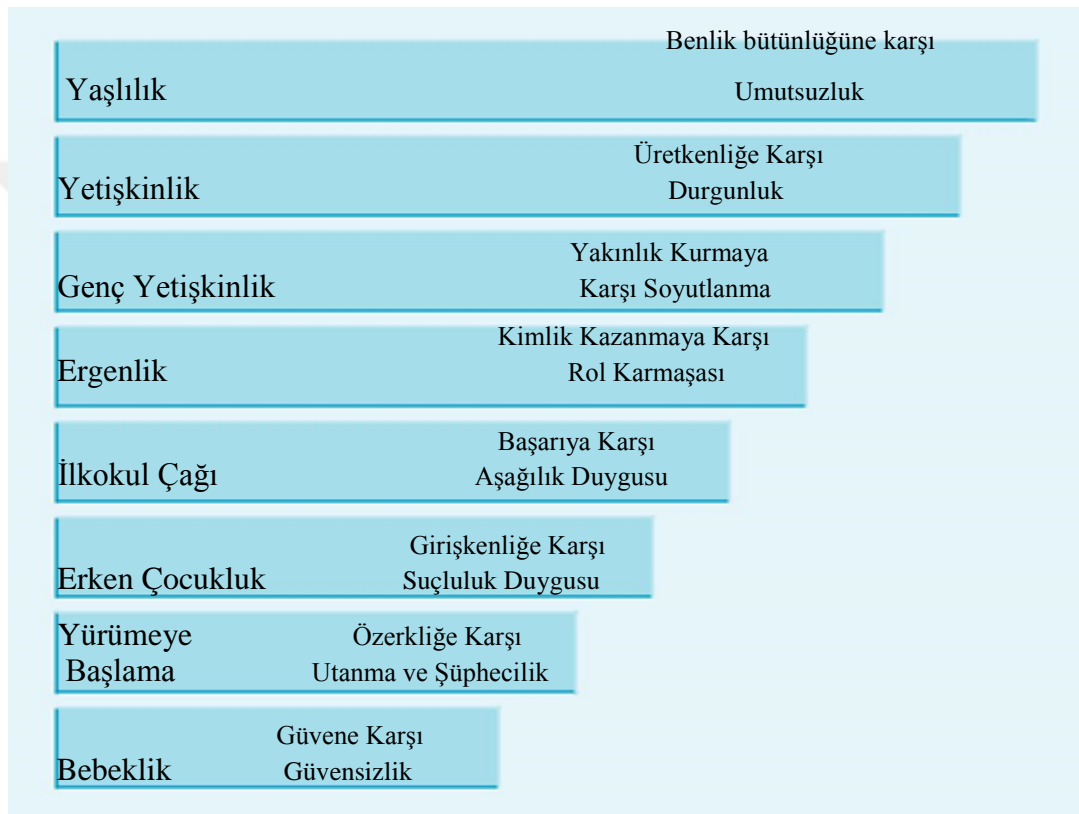 Benlik bütünlüğüne karşı
Yaşlılık Umutsuzluk
Üretkenliğe Karşı
Yetişkinlik Durgunluk
Yakınlık Kurmaya
Genç Yetişkinlik Karşı Soyutlanma
Kimlik Kazanmaya Karşı
Ergenlik Rol Karmaşası
Başarıya Karşı
İlkokul Çağı Aşağılık Duygusu
Girişkenliğe Karşı
Erken Çocukluk Suçluluk Duygusu
Yürümeye Özerkliğe Karşı
Başlama Utanma ve Şüphecilik
Güvene Karşı
Bebeklik Güvensizlik